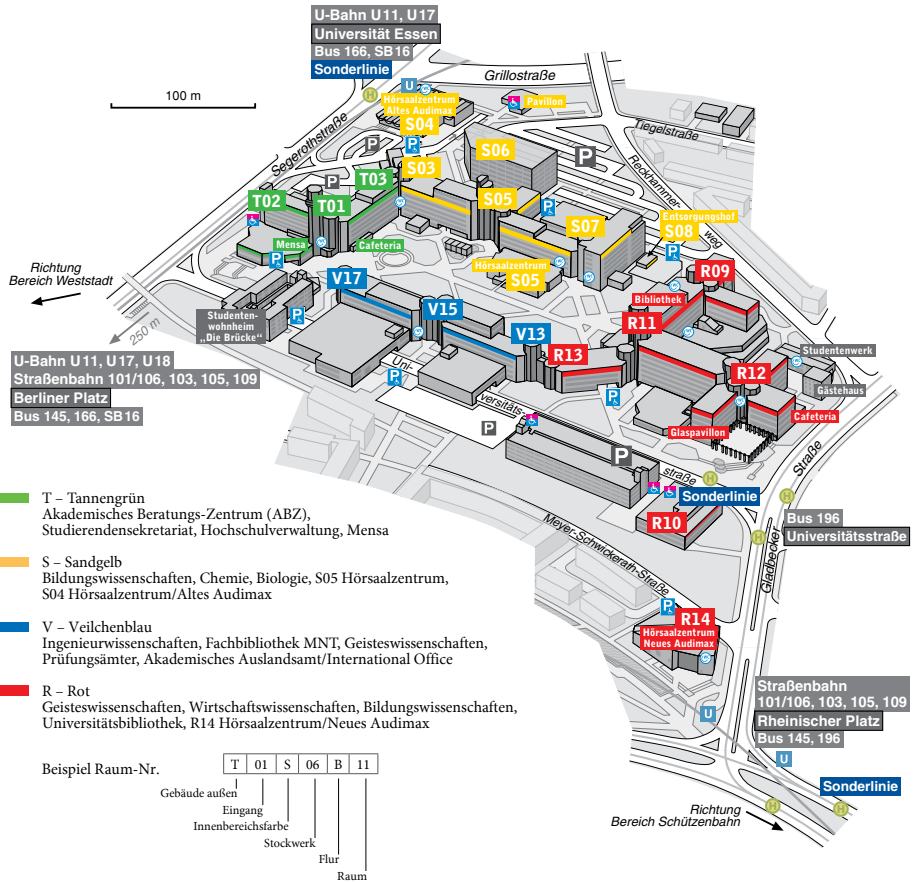 U-Bahn U11, U17
Universität Essen
Bus 166, SB16
Sonderlinie
U
H
Grillostraße
100 m
Segerothstraße
Hörsaalzentrum
Altes Audimax
S04
Pavillon
Tiegelstraße
P
P
S06
P
Reckhammer-
weg
S03
T03
P
T02
T01
S05
P
S07
Entsorgungshof
S08
P
Mensa
P
Cafeteria
Hörsaalzentrum
S05
Richtung
Bereich Weststadt
250 m
V17
R09
Bibliothek
Studenten-
wohnheim
„Die Brücke“
P
V15
V13
R11
R13
Studentenwerk
R12
Gästehaus
U-Bahn U11, U17, U18
Straßenbahn 101/106, 103, 105, 109
Berliner Platz
Bus 145, 166, SB16
Uni-
versitäts-
straße
P
P
Cafeteria
Glaspavillon
P
P
Straße
Gladbecker
H
Sonderlinie
H
R10
Bus 196
Universitätsstraße
H
Meyer-Schwickerath-Straße
P
R14
Hörsaalzentrum
Neues Audimax
T – Tannengrün
Akademisches Beratungs-Zentrum (ABZ),
Studierendensekretariat, Hochschulverwaltung, Mensa
S – Sandgelb
Bildungswissenschaften, Chemie, Biologie, S05 Hörsaalzentrum,
S04 Hörsaalzentrum/Altes Audimax
V – Veilchenblau
Ingenieurwissenschaften, Fachbibliothek MNT, Geisteswissenschaften,
Prüfungsämter, Akademisches Auslandsamt/International Office
R – Rot
Geisteswissenschaften, Wirtschaftswissenschaften, Bildungswissenschaften,
Universitätsbibliothek, R14 Hörsaalzentrum/Neues Audimax
Straßenbahn
101/106, 103, 105, 109
Rheinischer Platz
Bus 145, 196
U
U
Sonderlinie
H
H
Richtung
Bereich Schützenbahn
Beispiel Raum-Nr.
T 01 S 06 B 11
Gebäude außen
Eingang
Innenbereichsfarbe
Stockwerk
Flur
Raum